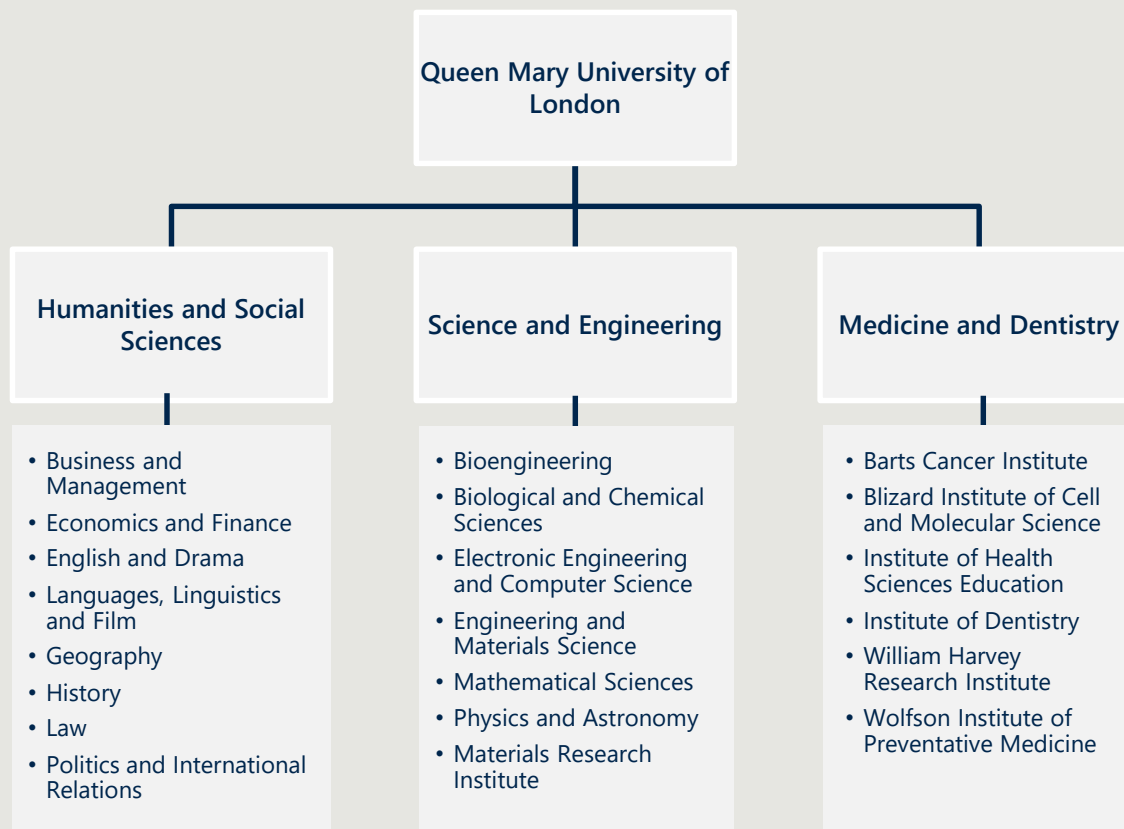 Queen Mary University of
London
Humanities and Social
Sciences
• Business and
Management
• Economics and Finance
• English and Drama
• Languages, Linguistics
and Film
• Geography
• History
• Law
• Politics and International
Relations
Science and Engineering
• Bioengineering
• Biological and Chemical
Sciences
• Electronic Engineering
and Computer Science
• Engineering and
Materials Science
• Mathematical Sciences
• Physics and Astronomy
• Materials Research
Institute
Medicine and Dentistry
• Barts Cancer Institute
• Blizard Institute of Cell
and Molecular Science
• Institute of Health
Sciences Education
• Institute of Dentistry
• William Harvey
Research Institute
• Wolfson Institute of
Preventative Medicine